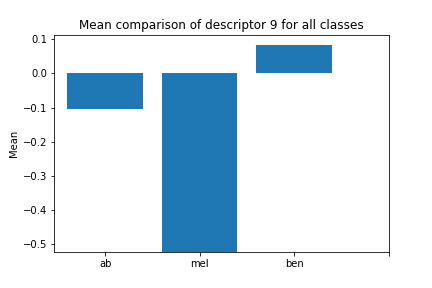 Mean comparison of descriptor 9 for all classes
0.1
0.0
−0.1
−0.2
−0.3
−0.4
−0.5
Mean
ab
mel
ben